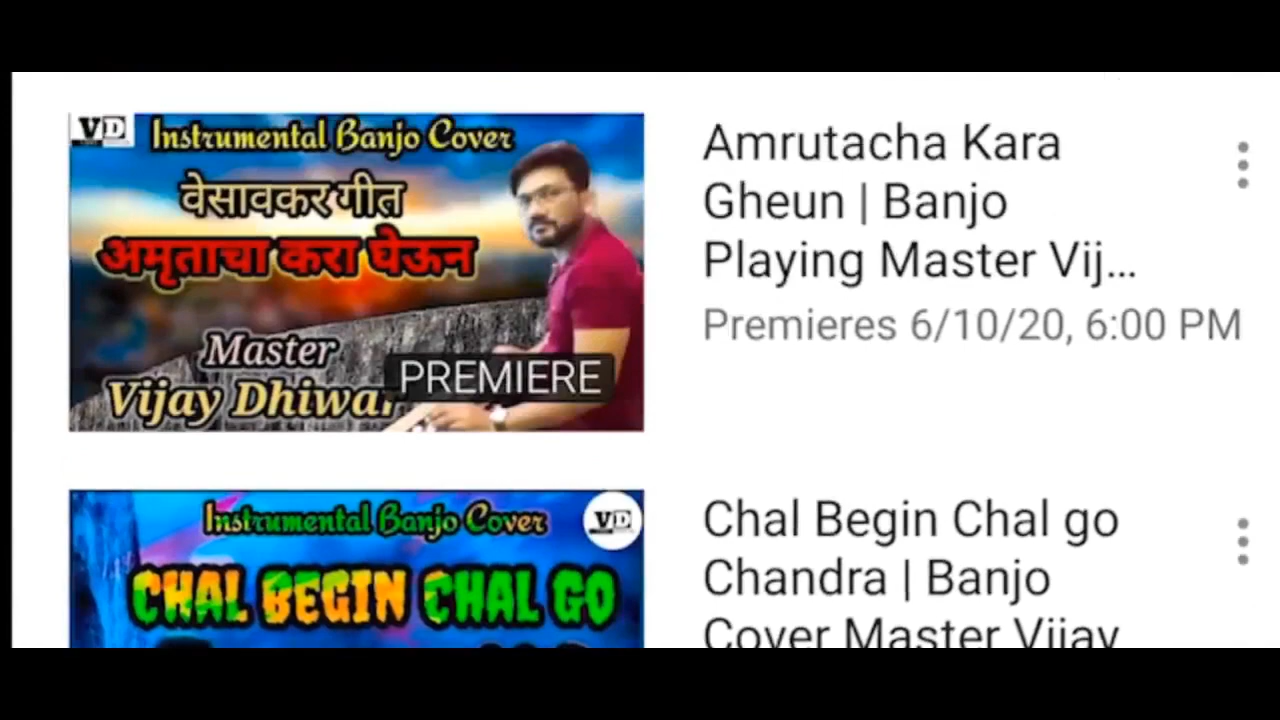 VD
Instrumental Banjo Cover
वेसावकर गीत
अमृताचा करा घेऊन
Master
Vijay Dhiwar
PREMIERE
Amrutacha Kara
Gheun | Banjo
Playing Master Vij...
Premieres 6/10/20, 6:00 PM
Instrumental Banjo Cover
VD
CHAL BEGIN CHAL GO
Chal Begin Chal go
Chandra | Banjo
Cover Master Vijay